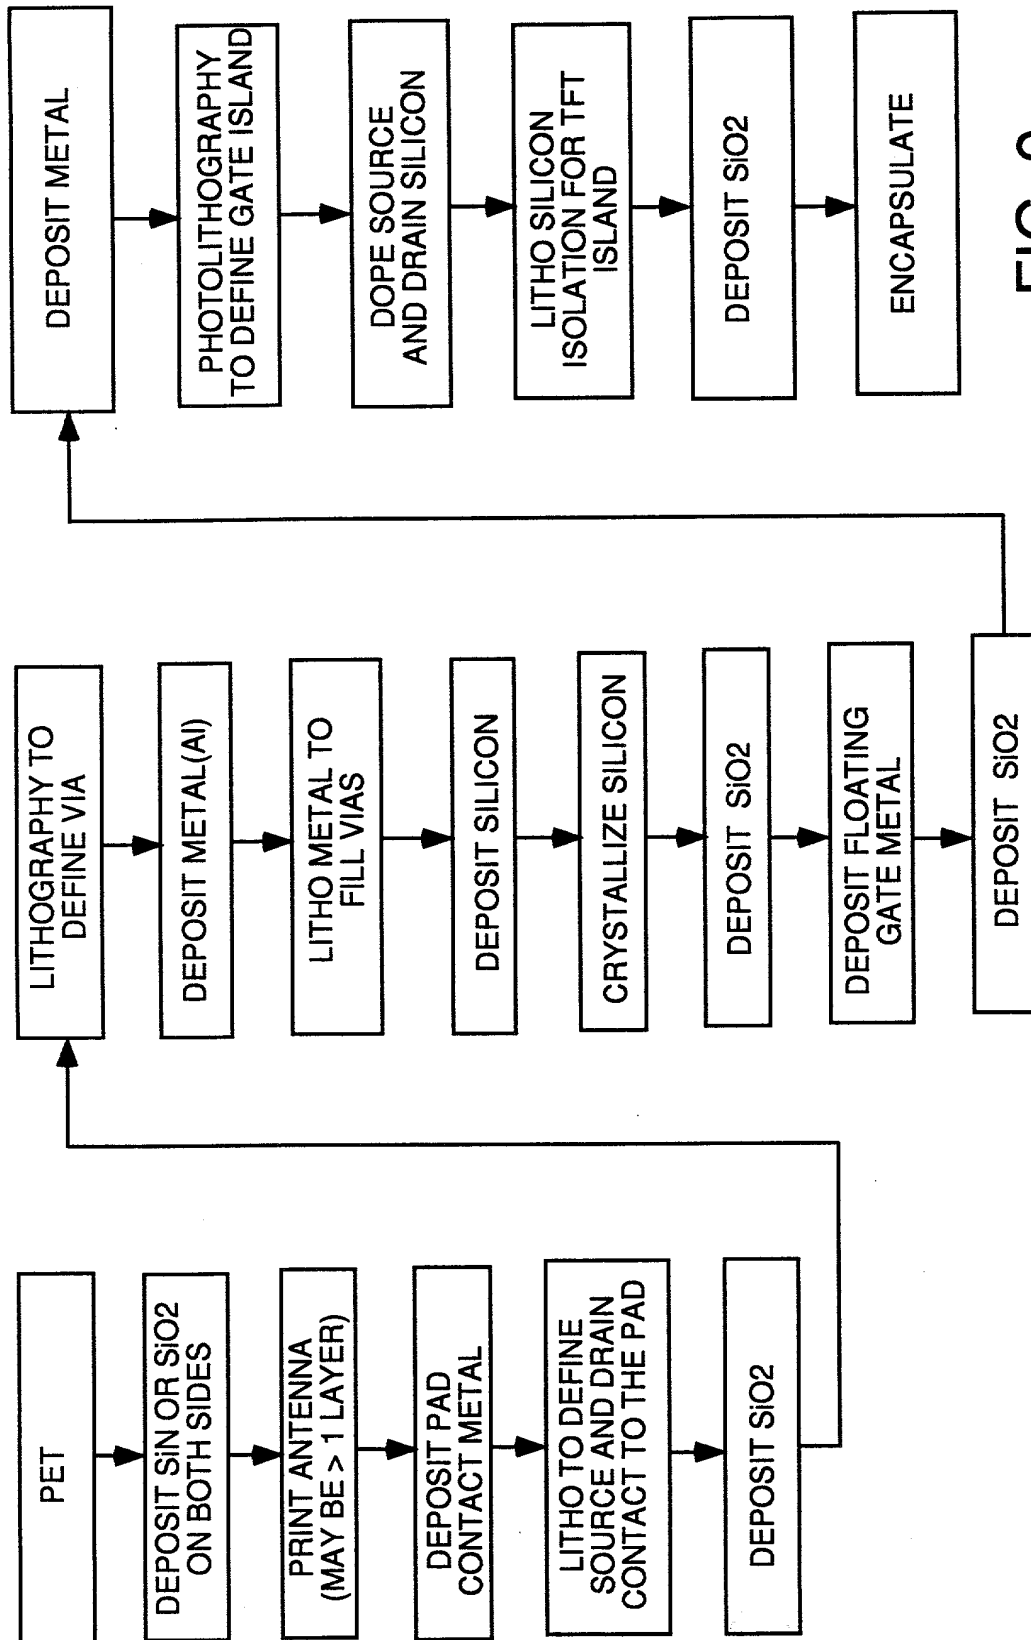 PET
DEPOSIT SiN OR SiO2
ON BOTH SIDES
PRINT ANTENNA
(MAY BE > 1 LAYER)
DEPOSIT PAD
CONTACT METAL
LITHO TO DEFINE
SOURCE AND DRAIN
CONTACT TO THE PAD
DEPOSIT SiO2
LITHOGRAPHY TO
DEFINE VIA
DEPOSIT METAL(Al)
LITHO METAL TO
FILL VIAS
DEPOSIT SILICON
CRYSTALLIZE SILICON
DEPOSIT SiO2
DEPOSIT FLOATING
GATE METAL
DEPOSIT SiO2
DEPOSIT METAL
PHOTOLITHOGRAPHY
TO DEFINE GATE ISLAND
DOPE SOURCE
AND DRAIN SILICON
LITHO SILICON
ISOLATION FOR TFT
ISLAND
DEPOSIT SiO2
ENCAPSULATE
FIG.